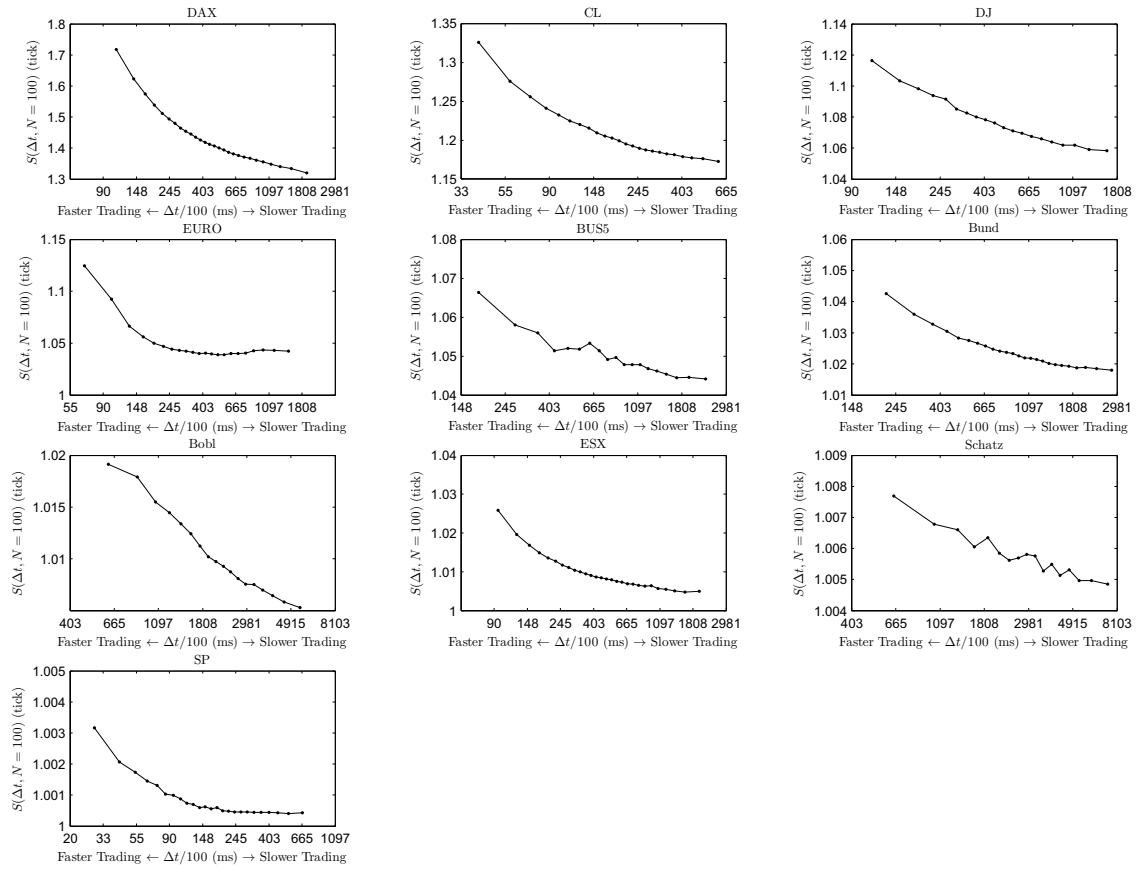 DAX
1.8
1.7
1.6
1.5
1.4
1.3
S(Δt, N = 100) (tick)
90 148 245 403 665 1097 1808 2981
Faster Trading ← Δt/100 (ms) → Slower Trading
CL
1.35
1.3
1.25
1.2
1.15
S(Δt, N = 100) (tick)
33 55 90 148 245 403 665
Faster Trading ← Δt/100 (ms) → Slower Trading
DJ
1.14
1.12
1.1
1.08
1.06
1.04
S(Δt, N = 100) (tick)
90 148 245 403 665 1097 1808
Faster Trading ← Δt/100 (ms) → Slower Trading
EURO
1.15
1.1
1.05
1
S(Δt, N = 100) (tick)
55 90 148 245 403 665 1097 1808
Faster Trading ← Δt/100 (ms) → Slower Trading
BUS5
1.08
1.07
1.06
1.05
1.04
S(Δt, N = 100) (tick)
148 245 403 665 1097 1808 2981
Faster Trading ← Δt/100 (ms) → Slower Trading
Bund
1.06
1.05
1.04
1.03
1.02
1.01
S(Δt, N = 100) (tick)
148 245 403 665 1097 1808 2981
Faster Trading ← Δt/100 (ms) → Slower Trading
Bobl
1.02
1.015
1.01
S(Δt, N = 100) (tick)
403 665 1097 1808 2981 4915 8103
Faster Trading ← Δt/100 (ms) → Slower Trading
ESX
1.04
1.03
1.02
1.01
1
S(Δt, N = 100) (tick)
90 148 245 403 665 1097 1808 2981
Faster Trading ← Δt/100 (ms) → Slower Trading
Schatz
1.009
1.008
1.007
1.006
1.005
1.004
S(Δt, N = 100) (tick)
403 665 1097 1808 2981 4915 8103
Faster Trading ← Δt/100 (ms) → Slower Trading
SP
1.005
1.004
1.003
1.002
1.001
1
S(Δt, N = 100) (tick)
20 33 55 90 148 245 403 665 1097
Faster Trading ← Δt/100 (ms) → Slower Trading